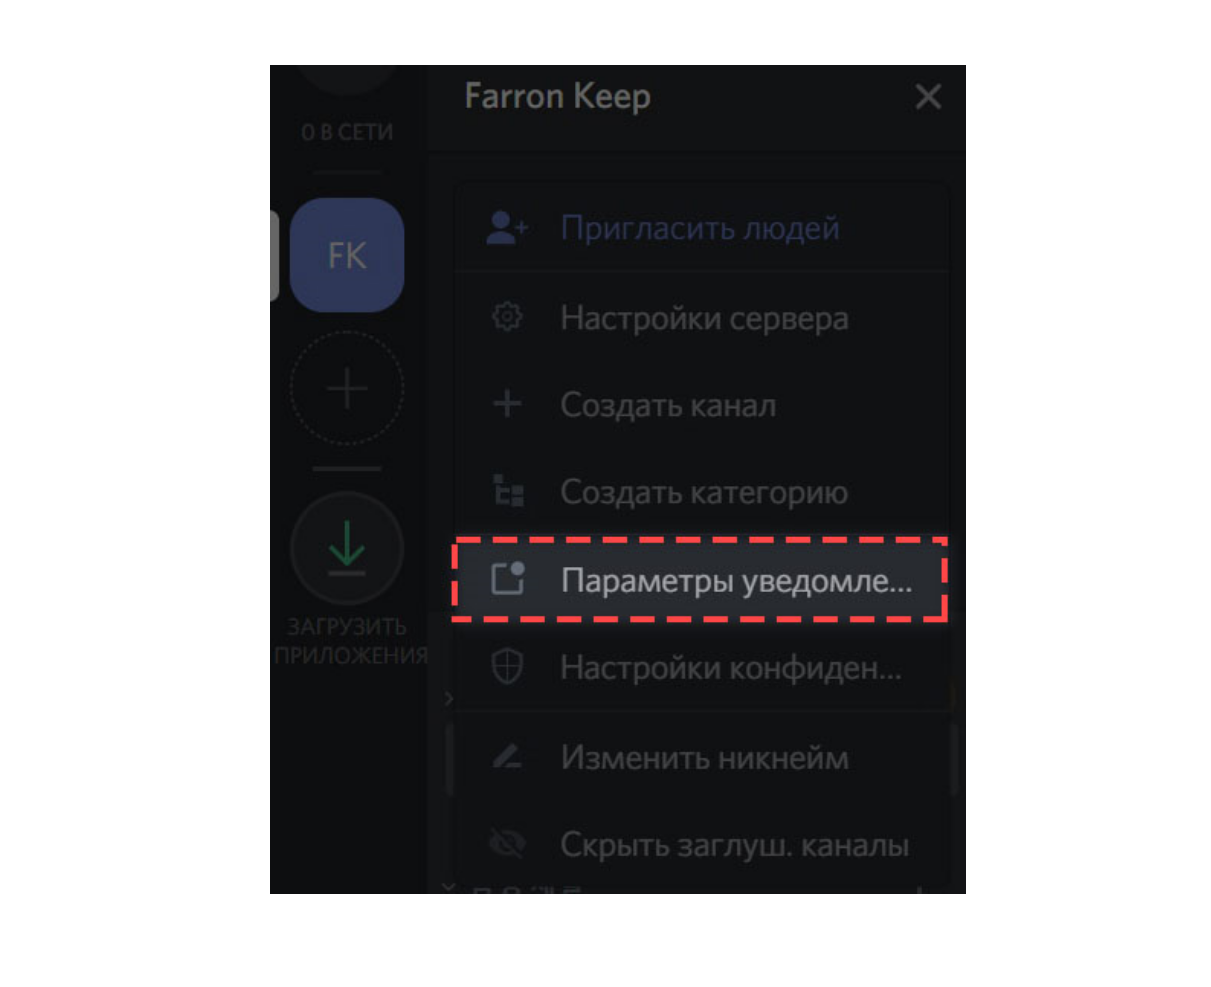 Farron Keep
0 В СЕТИ
FK
ЗАГРУЗИТЬ
ПРИЛОЖЕНИЯ
Пригласить людей
Настройки сервера
Создать канал
Создать категорию
Параметры уведомле...
Настройки конфиден...
Изменить никнейм
Скрыть заглуш. каналы